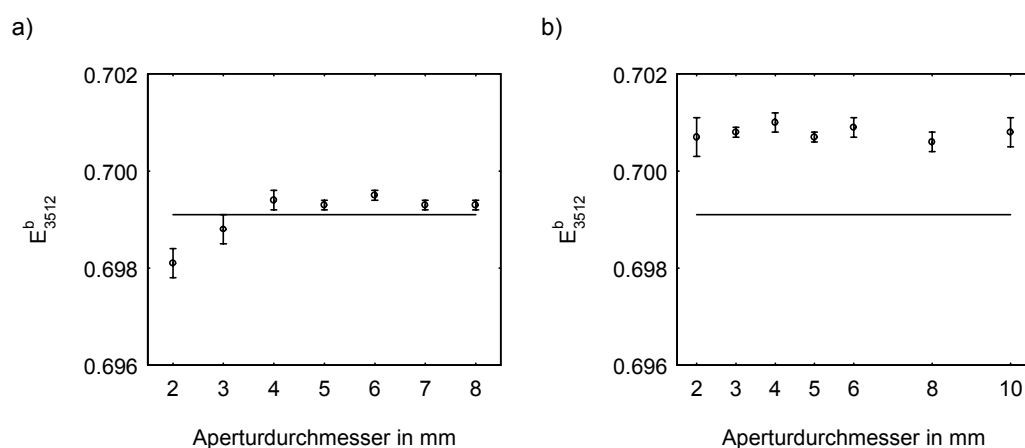 a)
0.702
0.700
0.698
0.696
E^b_3512
2 3 4 5 6 7 8
Aperturdurchmesser in mm
b)
0.702
0.700
0.698
0.696
E^b_3512
2 3 4 5 6 8 10
Aperturdurchmesser in mm